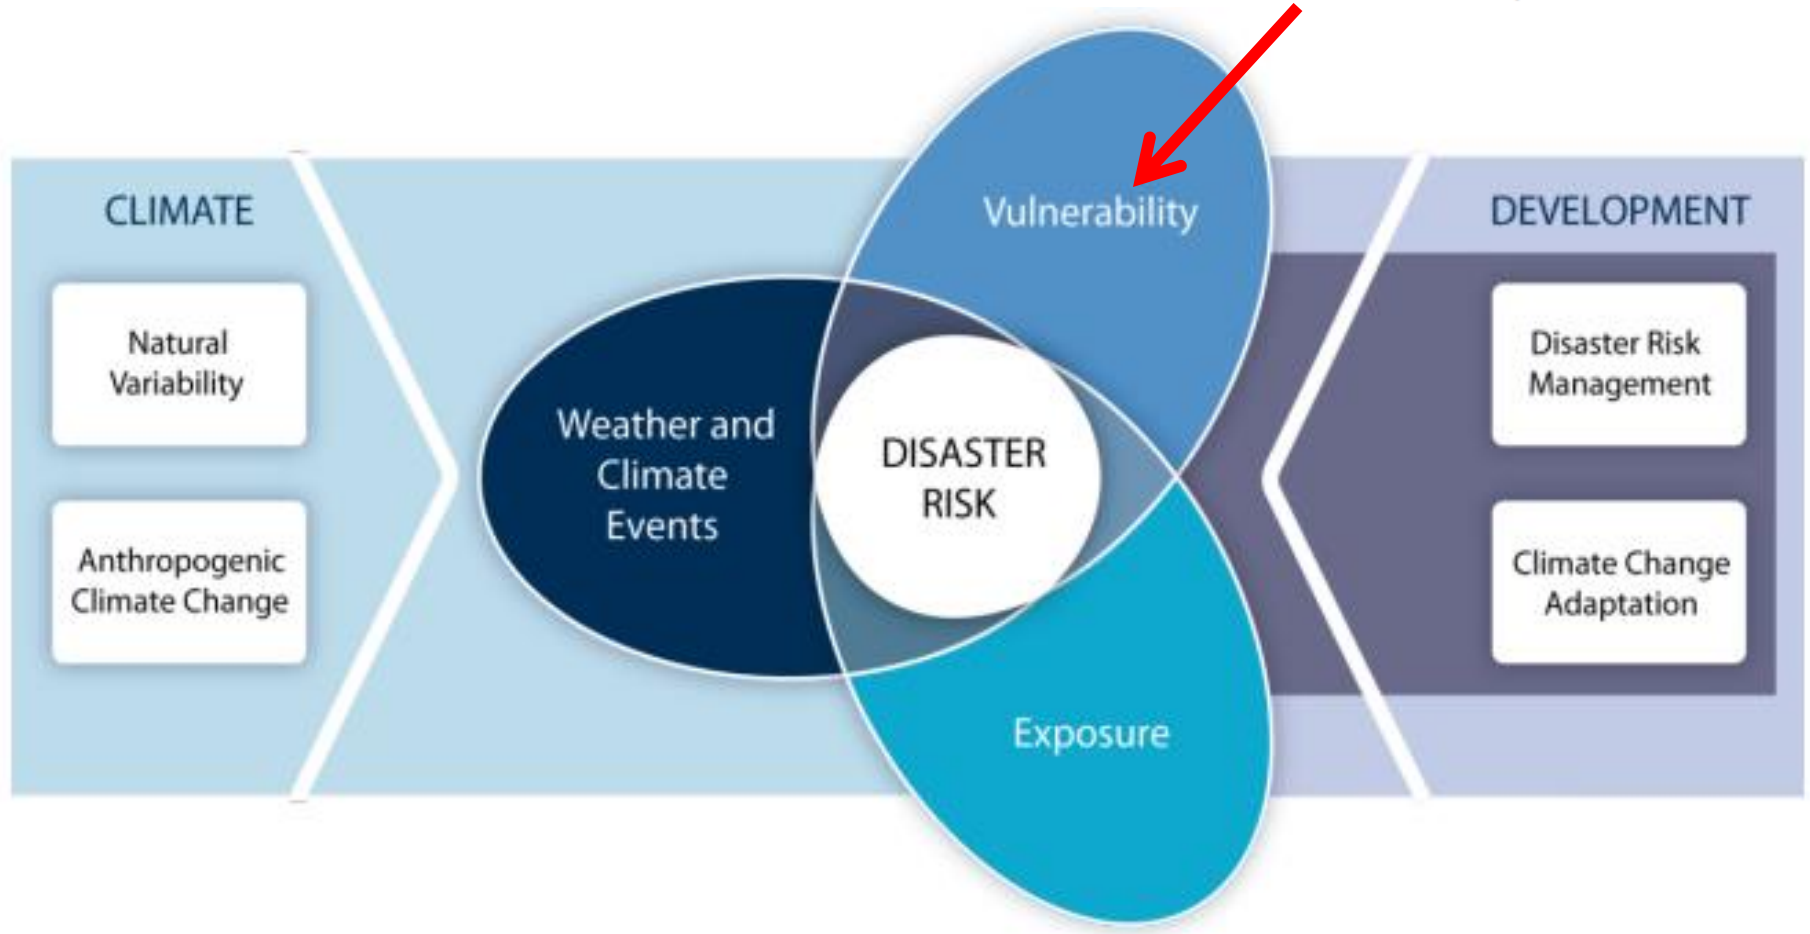 CLIMATE
Natural
Variability
Anthropogenic
Climate Change
Weather and
Climate
Events
Vulnerability
DISASTER
RISK
Exposure
DEVELOPMENT
Disaster Risk
Management
Climate Change
Adaptation